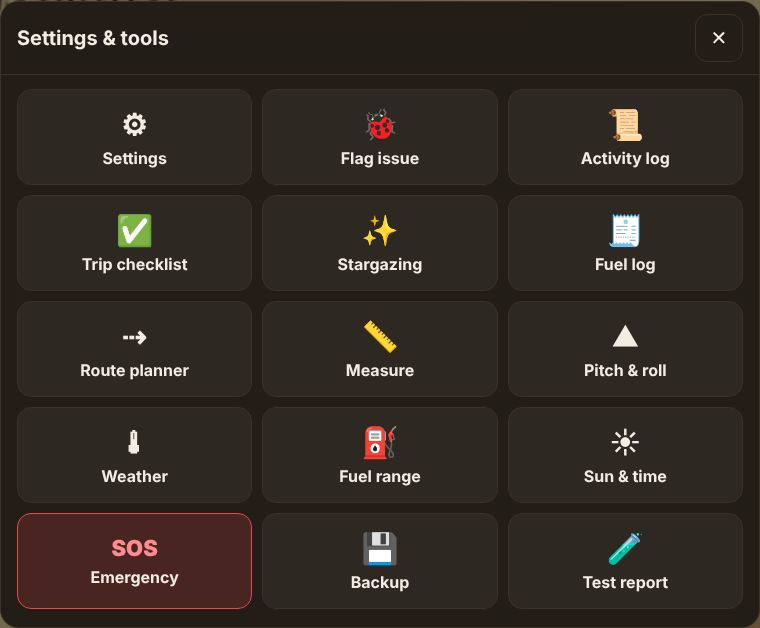 Settings & tools
Settings
Flag issue
Activity log
Trip checklist
Stargazing
Fuel log
Route planner
Measure
Pitch & roll
Weather
Fuel range
Sun & time
SOS
Emergency
Backup
Test report